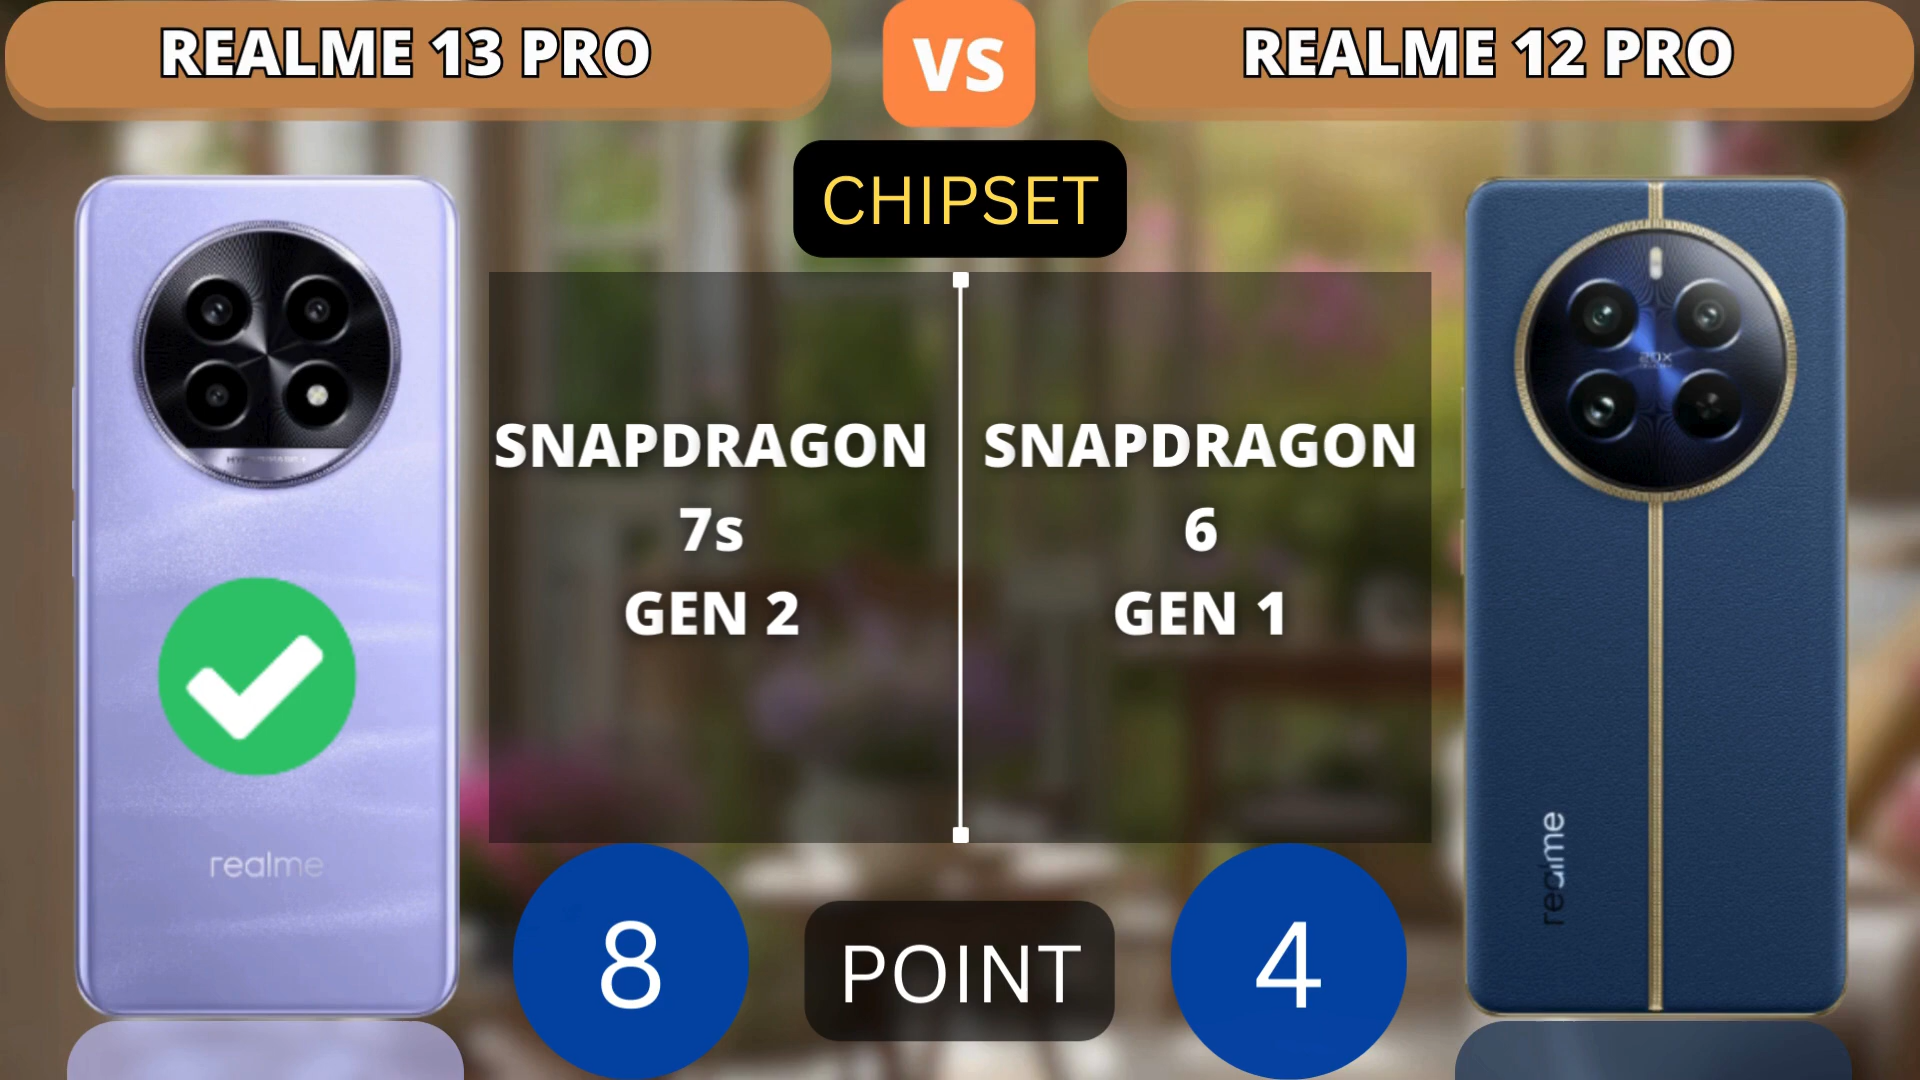 REALME 13 PRO
VS
REALME 12 PRO
CHIPSET
SNAPDRAGON
7s
GEN 2
SNAPDRAGON
6
GEN 1
realme
realme
8
POINT
4